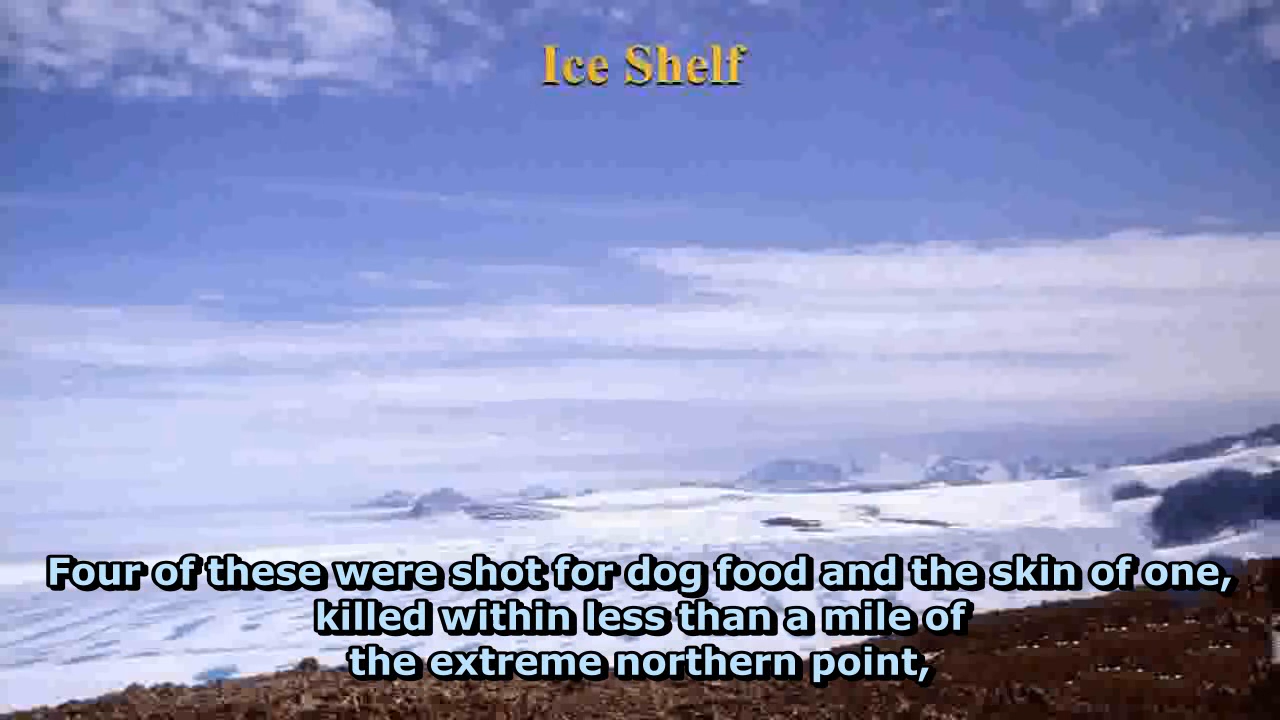 Ice Shelf
Four of these were shot for dog food and the skin of one,
killed within less than a mile of
the extreme northern point,